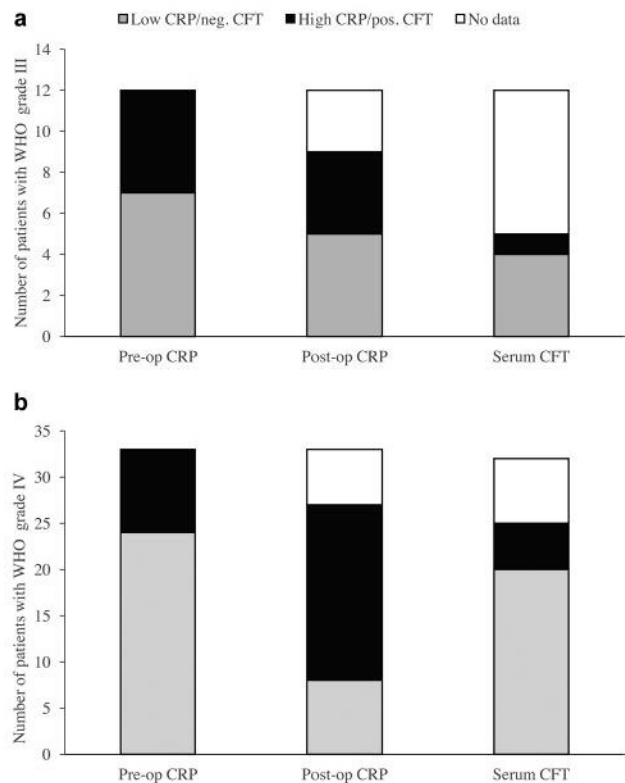 a
Low CRP/neg. CFT High CRP/pos. CFT No data
Number of patients with WHO grade III
14
12
10
8
6
4
2
0
Pre-op CRP Post-op CRP Serum CFT
b
Number of patients with WHO grade IV
35
30
25
20
15
10
5
0
Pre-op CRP Post-op CRP Serum CFT